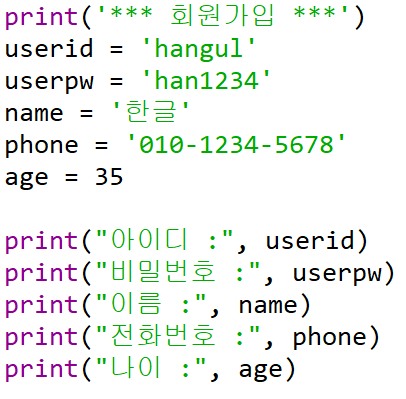 print('*** 회원가입 ***')
userid = 'hangul'
userpw = 'han1234'
name = '한글'
phone = '010-1234-5678'
age = 35
print("아이디 :", userid)
print("비밀번호 :", userpw)
print("이름 :", name)
print("전화번호 :", phone)
print("나이 :", age)